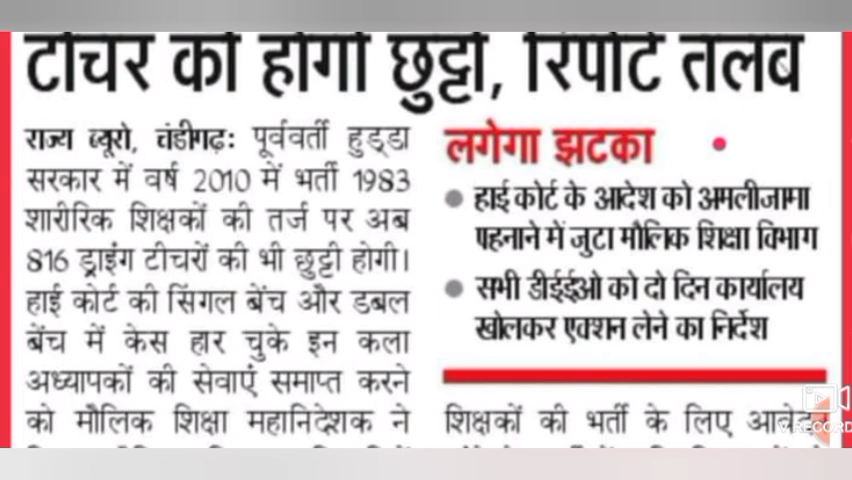 टीचर की होगी छुट्टी, रिपोर्ट तलब
राज्य ब्यूरो, चंडीगढ़ः पूर्ववर्ती हुड्डा
सरकार में वर्ष 2010 में भर्ती 1983
शारीरिक शिक्षकों की तर्ज पर अब
816 ड्राइंग टीचरों की भी छुट्टी होगी।
हाई कोर्ट की सिंगल बेंच और डबल
बेंच में केस हार चुके इन कला
अध्यापकों की सेवाएं समाप्त करने
को मौलिक शिक्षा महानिदेशक ने
लगेगा झटका
हाई कोर्ट के आदेश को अमलीजामा
पहनाने में जुटा मौलिक शिक्षा विभाग
सभी डीईईओ को दो दिन कार्यालय
खोलकर एक्शन लेने का निर्देश
शिक्षकों की भर्ती के लिए
V RECORD